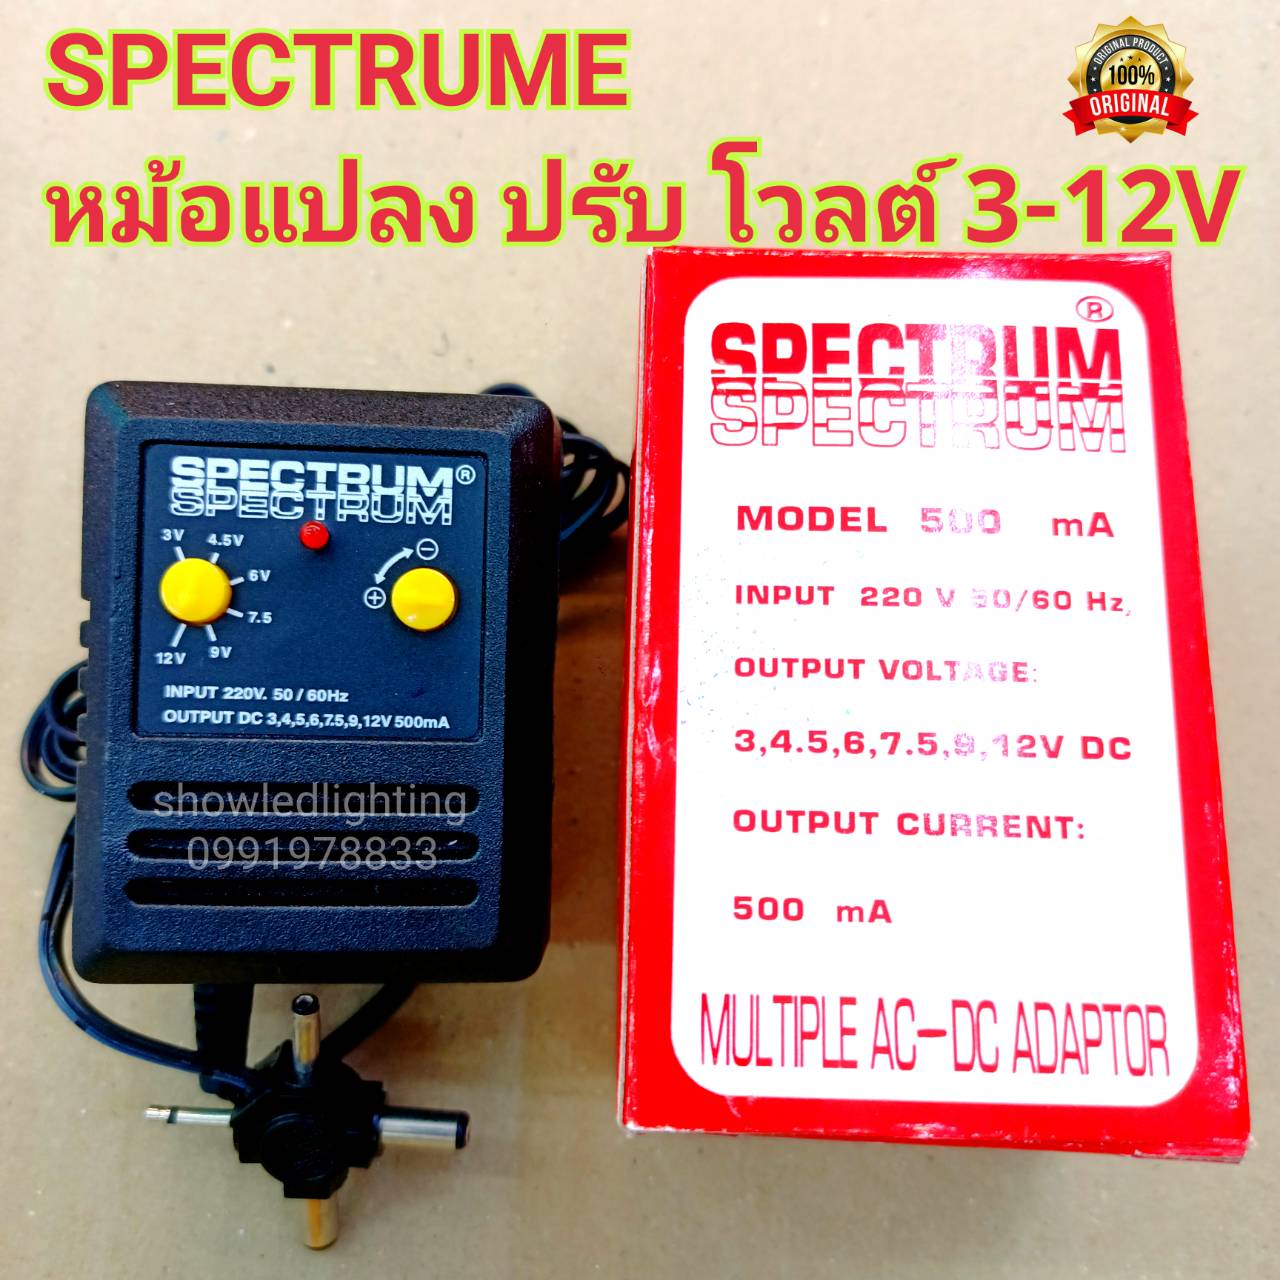 SPECTRUME
ORIGINAL PRODUCT
100%
ORIGINAL
หม้อแปลง ปรับ โวลต์ 3-12V
SPECTRUM®
SPECTRUM
3V
4.5V
6V
7.5
9V
12V
INPUT 220V. 50 / 60Hz
OUTPUT DC 3,4,5,6,7.5,9,12V 500mA
showledlighting
0991978833
SPECTRUM®
SPECTRUM
MODEL 500 mA
INPUT 220 V 50/60 Hz,
OUTPUT VOLTAGE:
3,4.5,6,7.5,9,12V DC
OUTPUT CURRENT:
500 mA
MULTIPLE AC-DC ADAPTOR